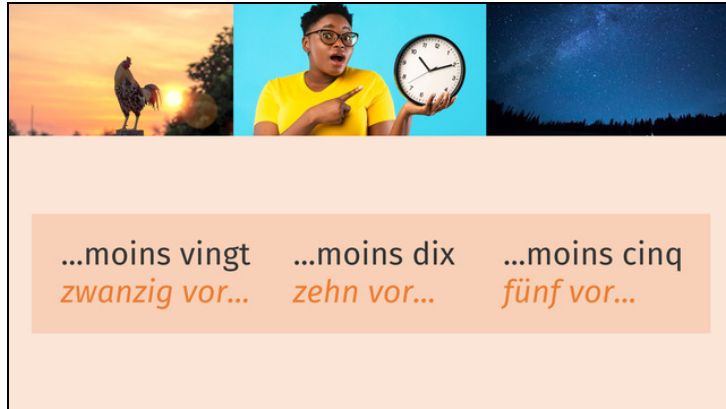 ...moins vingt
zwanzig vor...
...moins dix
zehn vor...
...moins cinq
fünf vor...